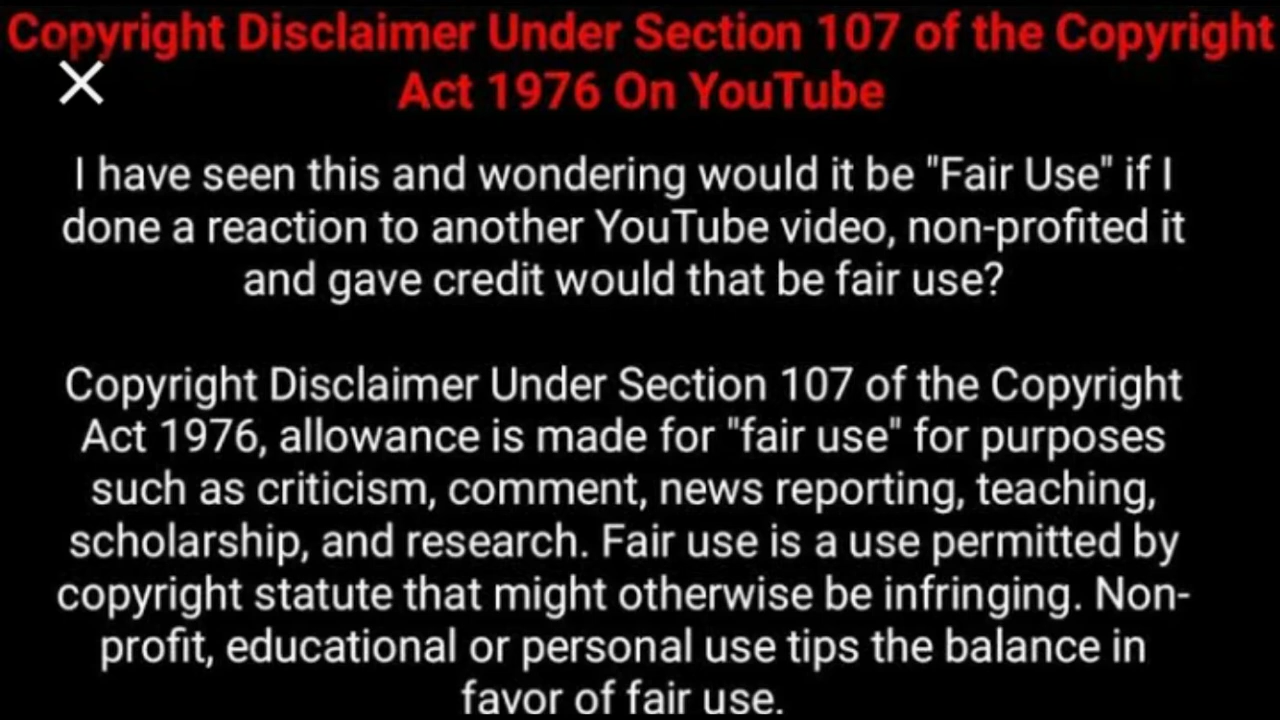 Copyright Disclaimer Under Section 107 of the Copyright
Act 1976 On YouTube
I have seen this and wondering would it be "Fair Use" if I
done a reaction to another YouTube video, non-profited it
and gave credit would that be fair use?
Copyright Disclaimer Under Section 107 of the Copyright
Act 1976, allowance is made for "fair use" for purposes
such as criticism, comment, news reporting, teaching,
scholarship, and research. Fair use is a use permitted by
copyright statute that might otherwise be infringing. Non-
profit, educational or personal use tips the balance in
favor of fair use.